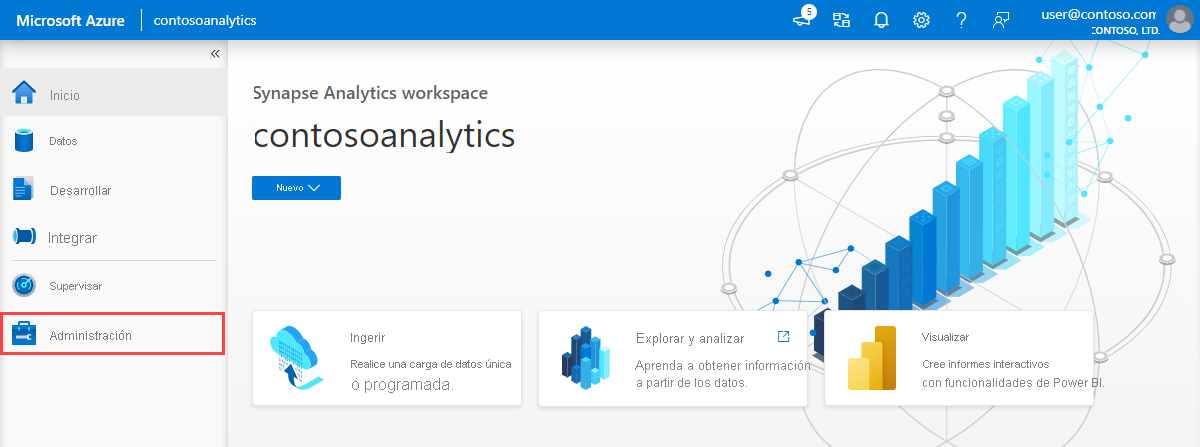 Microsoft Azure
contosoanalytics
5
?
user@contoso.com
CONTOSO, LTD.
«
Inicio
Datos
Desarrollar
Integrar
Supervisar
Administración
Synapse Analytics workspace
contosoanalytics
Nuevo
Ingerir
Realice una carga de datos única
o programada.
Explorar y analizar
Aprenda a obtener información
a partir de los datos.
Visualizar
Cree informes interactivos
con funcionalidades de Power BI.